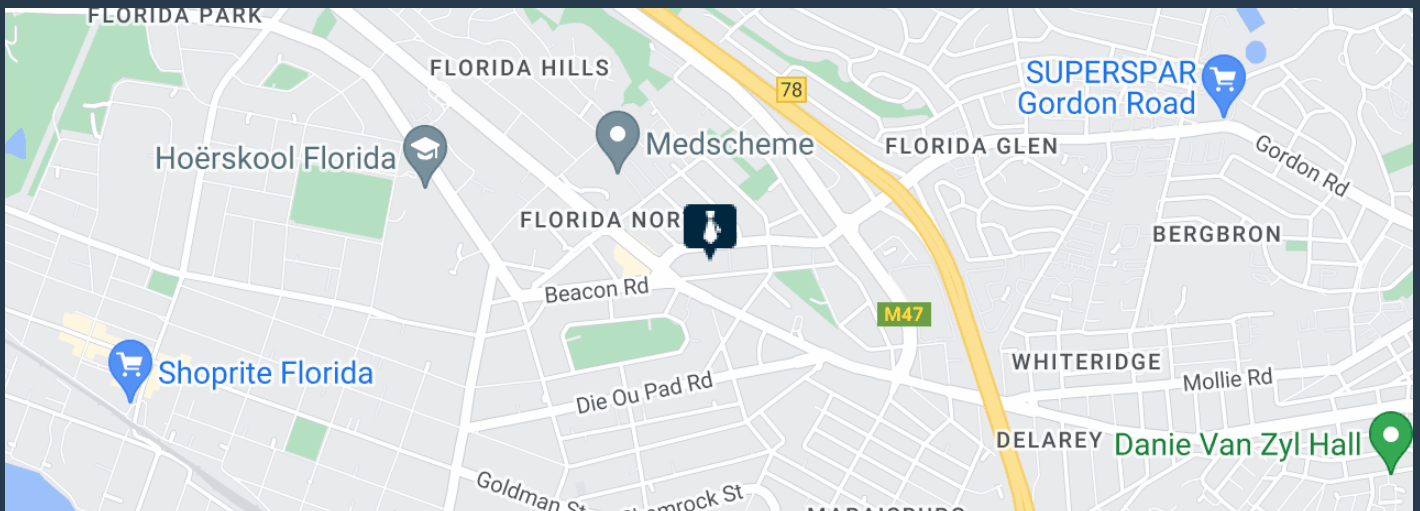 FLORIDA PARK
FLORIDA HILLS
SUPERSPAR
Gordon Road
78
Hoërskool Florida
Medscheme
FLORIDA GLEN
Gordon Rd
FLORIDA NOR
BERGBRON
Beacon Rd
M47
Shoprite Florida
WHITERIDGE
Die Ou Pad Rd
Mollie Rd
DELAREY
Danie Van Zyl Hall
Goldman St